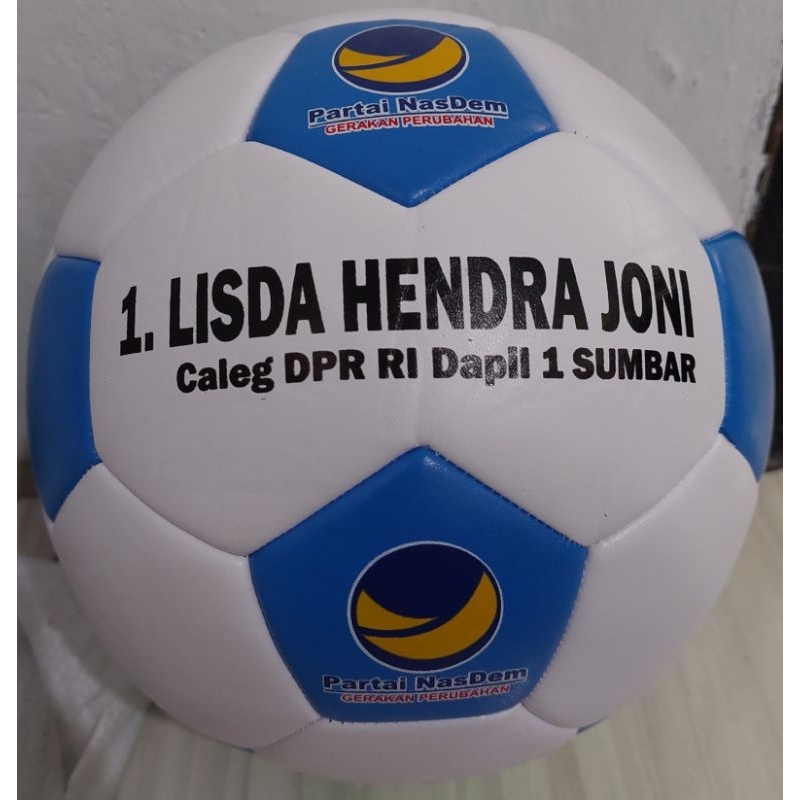 Partai NasDem
GERAKAN PERUBAHAN
1. LISDA HENDRA JONI
Caleg DPR RI Dapil 1 SUMBAR
Partai NasDem
GERAKAN PERUBAHAN